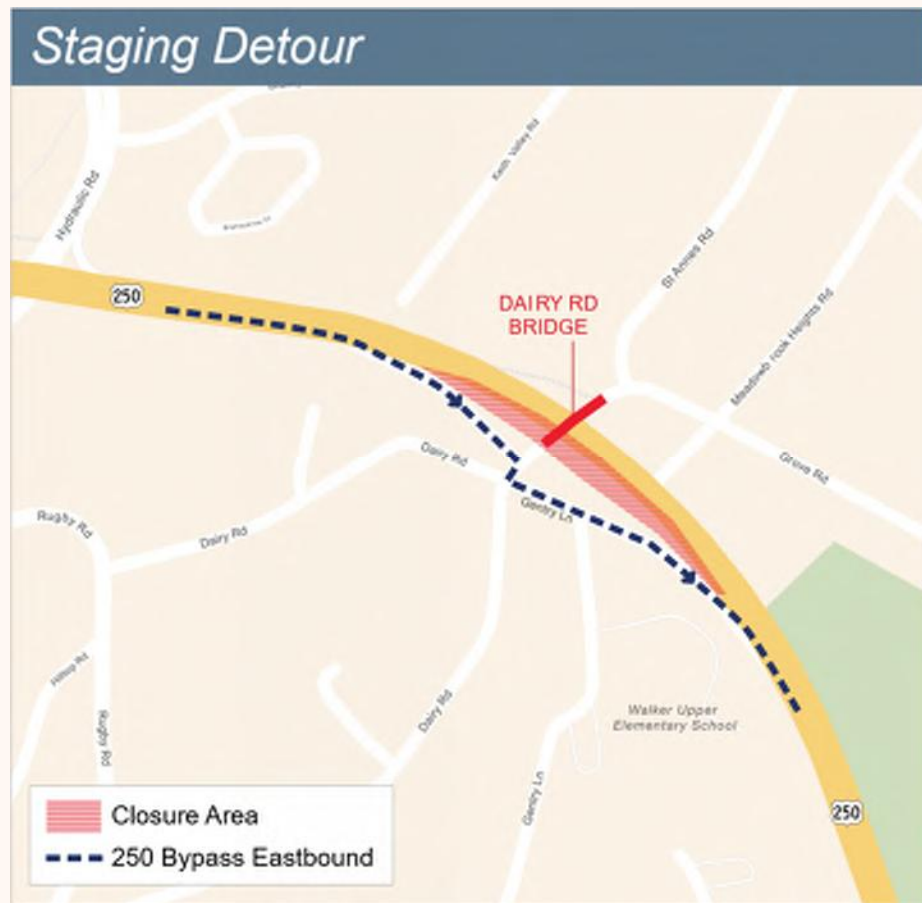 Staging Detour
Hydraulic Rd
Keith Valley Rd
250
St Annes Rd
DAIRY RD
BRIDGE
Meadowbrook Heights Rd
Dairy Rd
Grove Rd
Gentry Ln
Rugby Rd
Dairy Rd
Hilltop Rd
Rugby Rd
Dairy Rd
Walker Upper
Elementary School
Gentry Ln
250
Closure Area
250 Bypass Eastbound